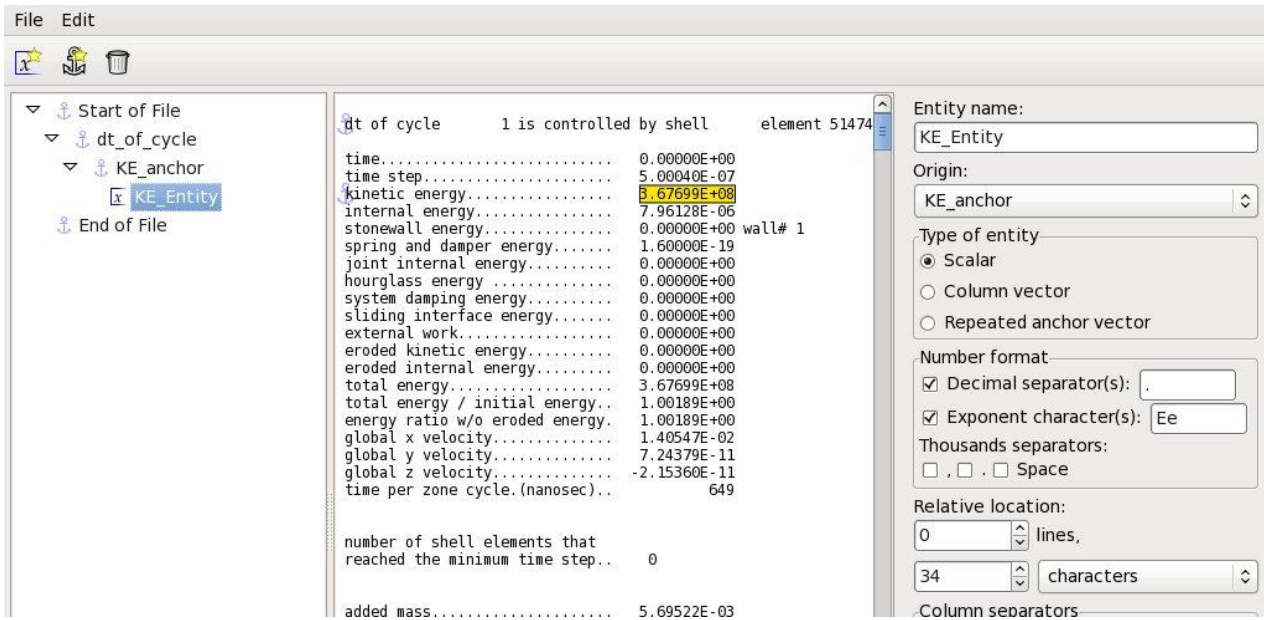 File Edit
Start of File
dt_of_cycle
KE_anchor
x KE_Entity
End of File
dt of cycle 1 is controlled by shell element 51474
time........................... 0.00000E+00
time step...................... 5.00040E-07
kinetic energy................. 3.67699E+08
internal energy................ 7.96128E-06
stonewall energy............... 0.00000E+00 wall# 1
spring and damper energy....... 1.60000E-19
joint internal energy.......... 0.00000E+00
hourglass energy .............. 0.00000E+00
system damping energy.......... 0.00000E+00
sliding interface energy....... 0.00000E+00
external work.................. 0.00000E+00
eroded kinetic energy.......... 0.00000E+00
eroded internal energy......... 0.00000E+00
total energy................... 3.67699E+08
total energy / initial energy.. 1.00189E+00
energy ratio w/o eroded energy. 1.00189E+00
global x velocity.............. 1.40547E-02
global y velocity.............. 7.24379E-11
global z velocity.............. -2.15360E-11
time per zone cycle.(nanosec).. 649
number of shell elements that
reached the minimum time step.. 0
added mass..................... 5.69522E-03
Entity name:
KE_Entity
Origin:
KE_anchor
Type of entity
Scalar
Column vector
Repeated anchor vector
Number format
Decimal separator(s): .
Exponent character(s): Ee
Thousands separators:
, . Space
Relative location:
0 lines,
34 characters
Column separators